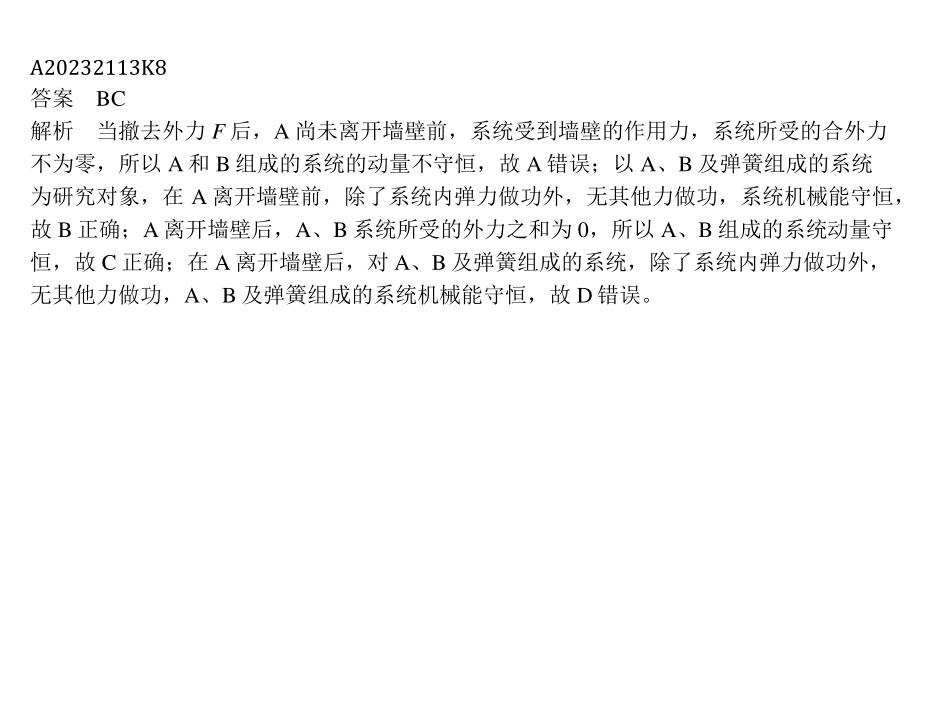 A20232113K8
答案 BC
解析 当撤去外力 F 后，A 尚未离开墙壁前，系统受到墙壁的作用力，系统所受的合外力
不为零，所以 A 和 B 组成的系统的动量不守恒，故 A 错误；以 A、B 及弹簧组成的系统
为研究对象，在 A 离开墙壁前，除了系统内弹力做功外，无其他力做功，系统机械能守恒，
故 B 正确；A 离开墙壁后，A、B 系统所受的外力之和为 0，所以 A、B 组成的系统动量守
恒，故 C 正确；在 A 离开墙壁后，对 A、B 及弹簧组成的系统，除了系统内弹力做功外，
无其他力做功，A、B 及弹簧组成的系统机械能守恒，故 D 错误。